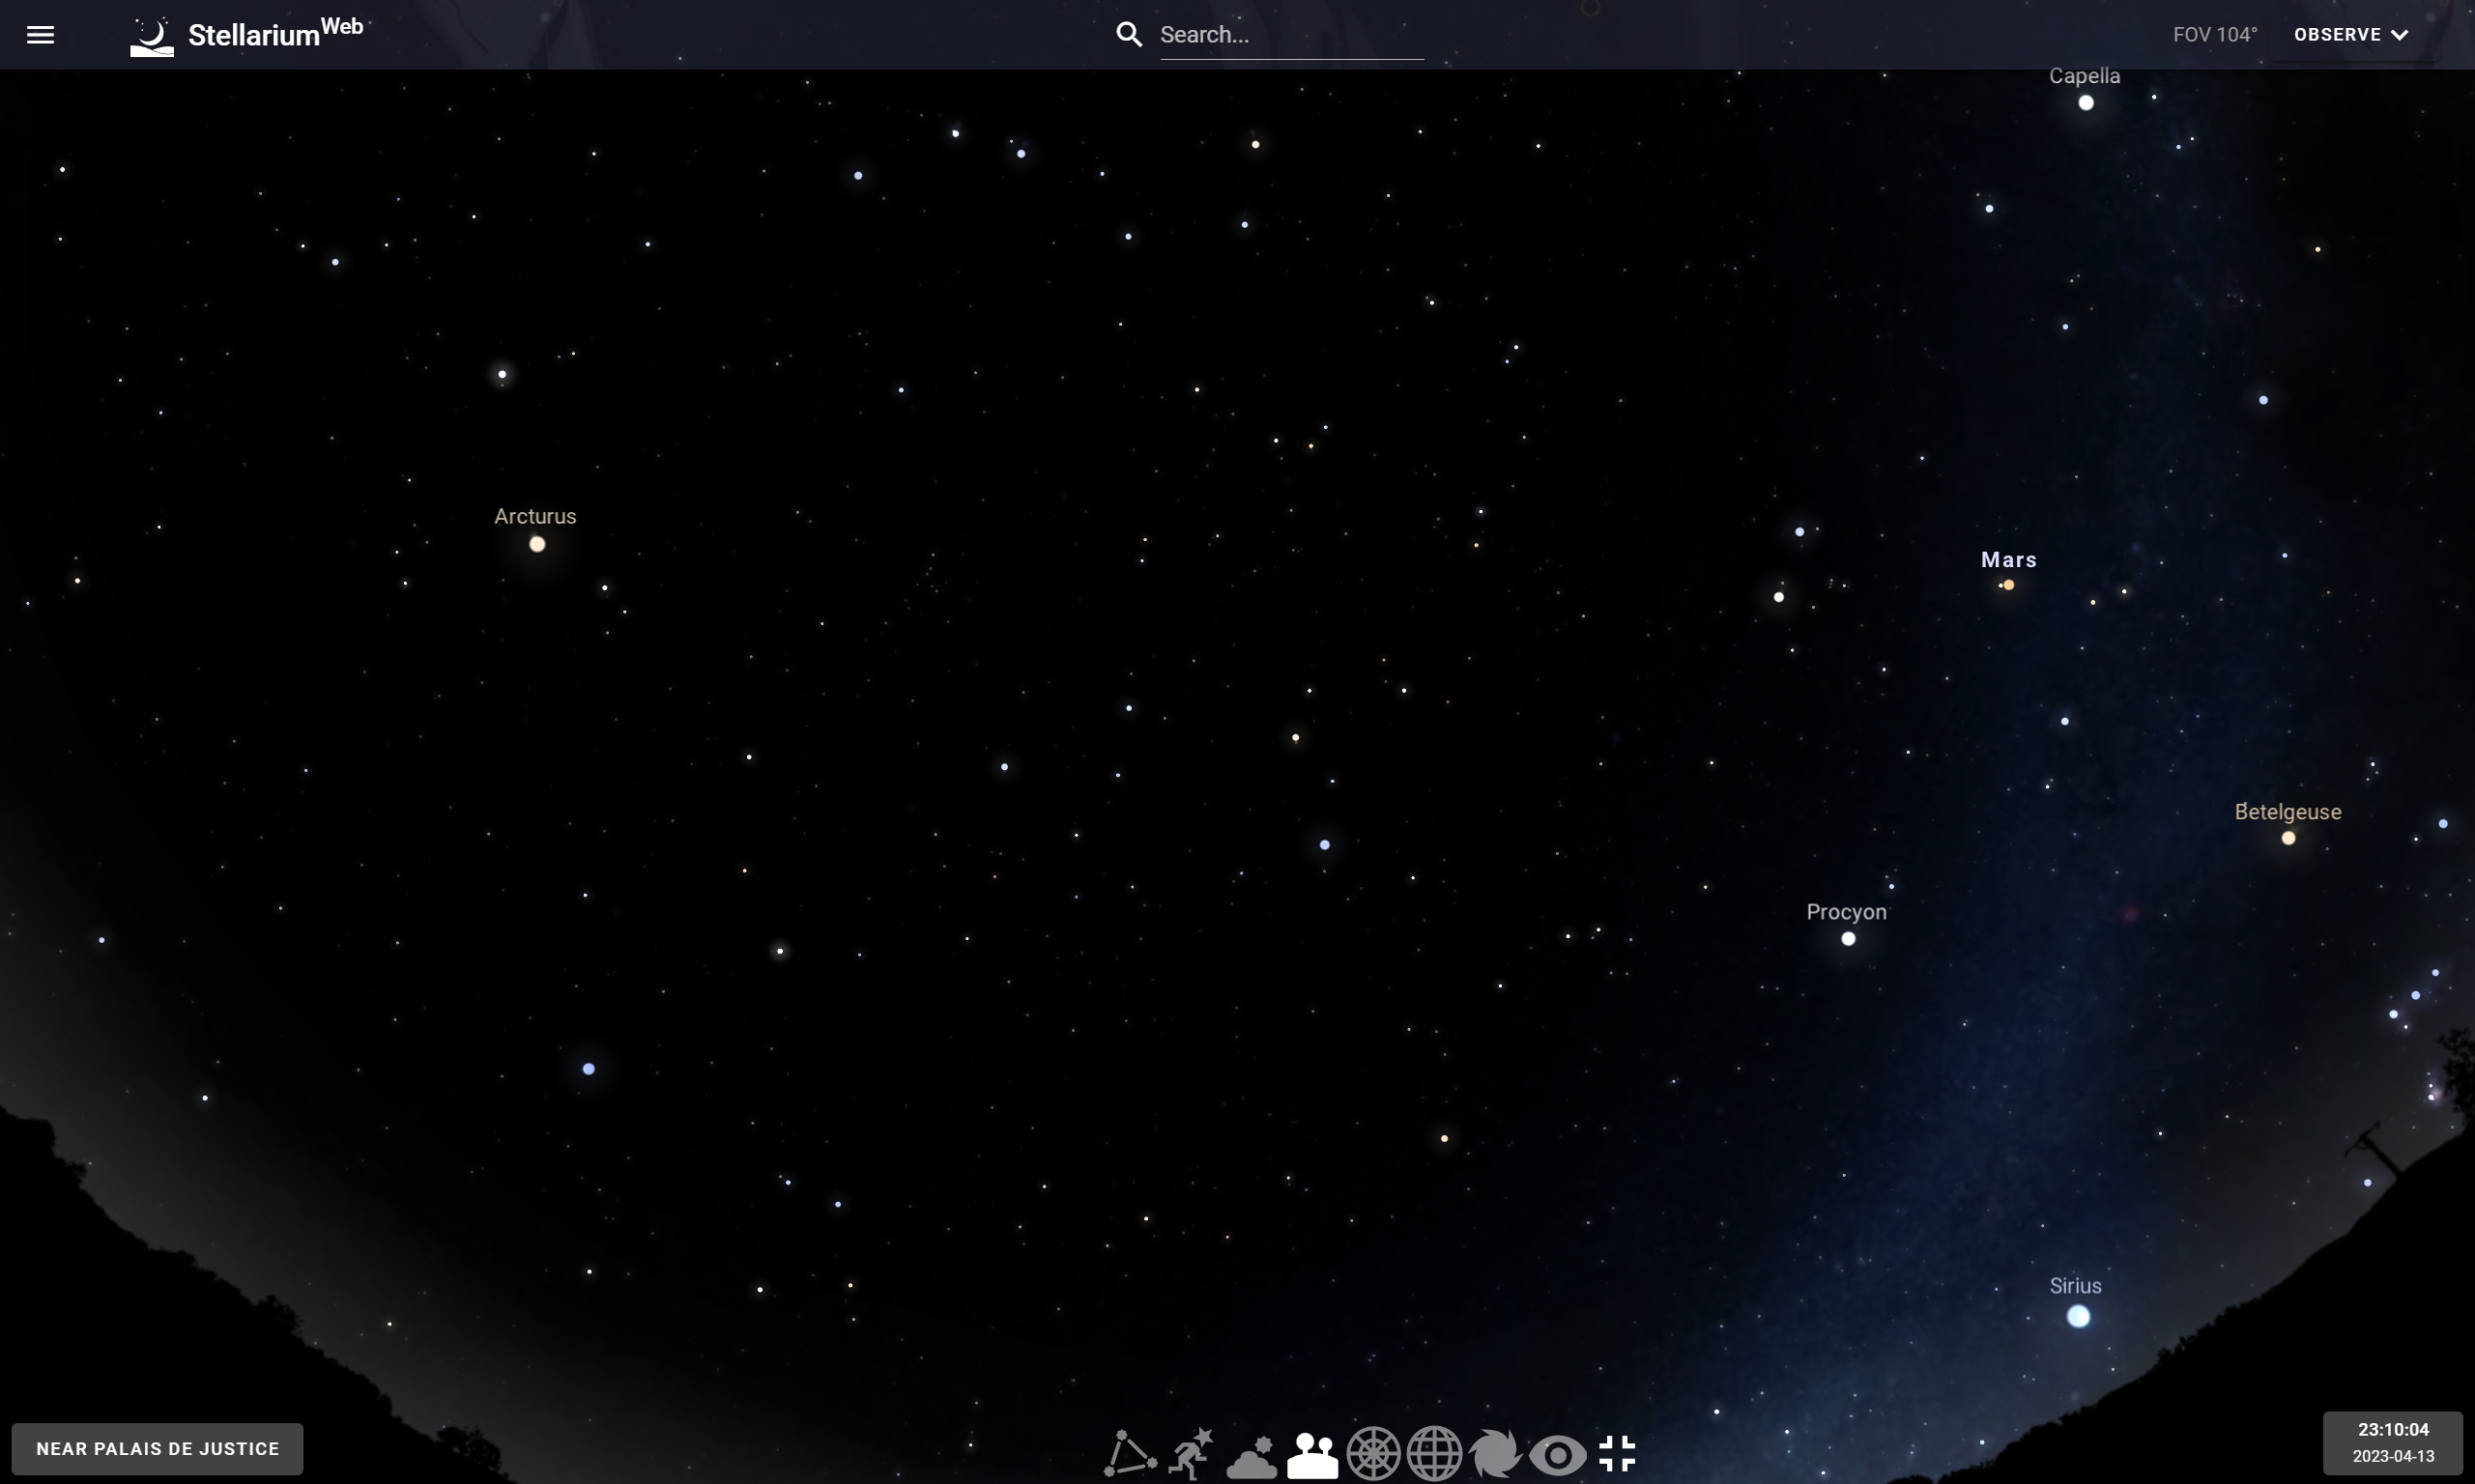 StellariumWeb
Search...
FOV 104°
OBSERVE
Capella
Arcturus
Mars
Betelgeuse
Procyon
Sirius
NEAR PALAIS DE JUSTICE
23:10:04
2023-04-13